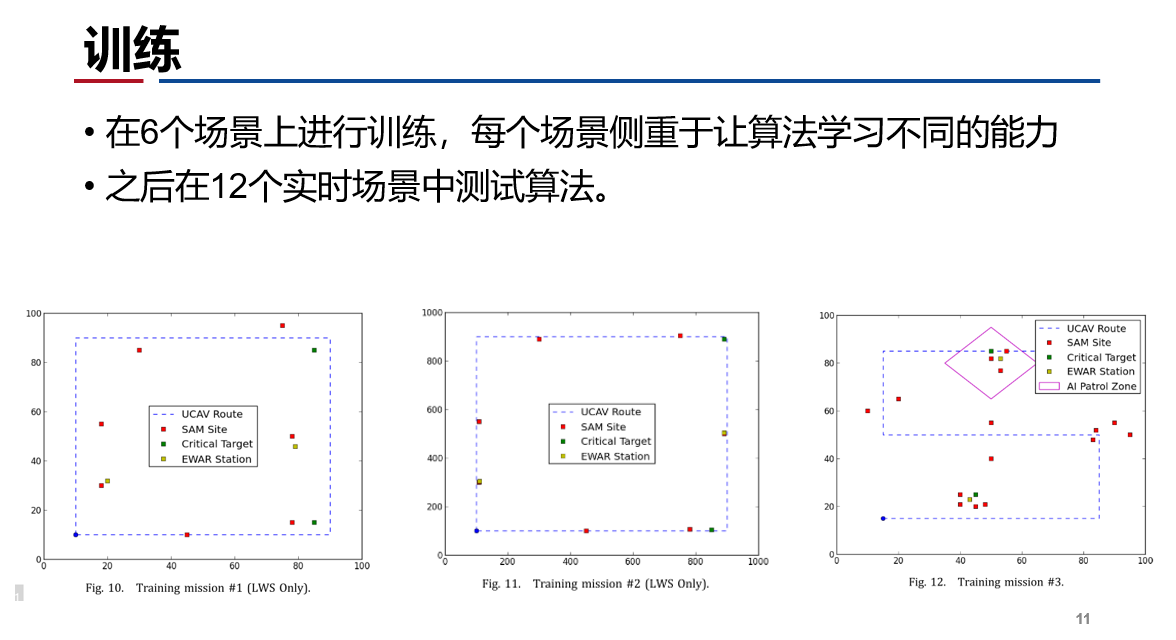 训练
• 在6个场景上进行训练，每个场景侧重于让算法学习不同的能力
• 之后在12个实时场景中测试算法。
100
80
60
40
20
0
0 20 40 60 80 100
UCAV Route
SAM Site
Critical Target
EWAR Station
Fig. 10. Training mission #1 (LWS Only).
1000
800
600
400
200
0
200 400 600 800 1000
UCAV Route
SAM Site
Critical Target
EWAR Station
Fig. 11. Training mission #2 (LWS Only).
100
80
60
40
20
0
0 20 40 60 80 100
UCAV Route
SAM Site
Critical Target
EWAR Station
AI Patrol Zone
Fig. 12. Training mission #3.
11